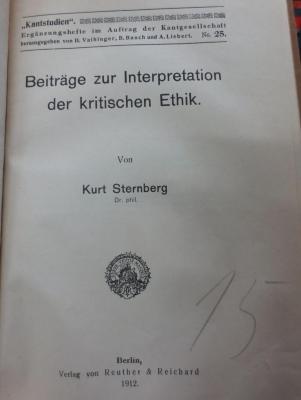 „Kantstudien".
Ergänzungshefte im Auftrag der Kantgesellschaft
herausgegeben von H. Vaihinger, B. Bauch und A. Liebert. No. 25.
Beiträge zur Interpretation
der kritischen Ethik.
Von
Kurt Sternberg
Dr. phil.
15
Berlin,
Verlag von Reuther & Reichard
1912.